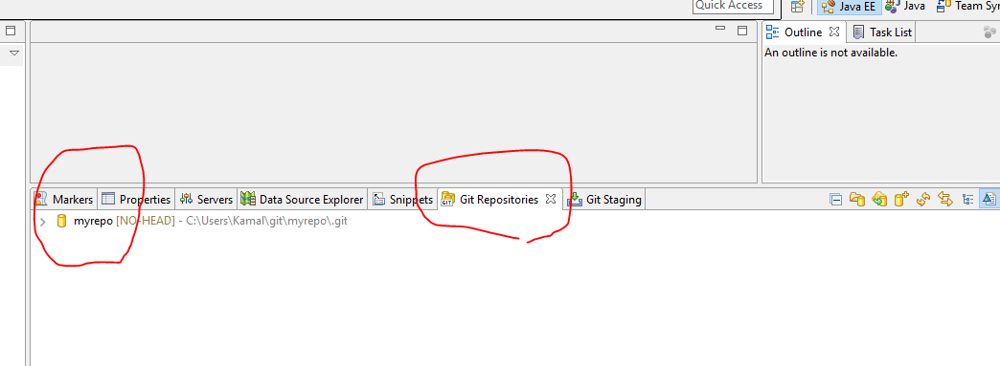 Quick Access
Java EE
Java
Team Syn
Outline
Task List
An outline is not available.
Markers
Properties
Servers
Data Source Explorer
Snippets
GIT
Git Repositories
Git Staging
myrepo [NO-HEAD] - C:\Users\Kamal\git\myrepo\.git